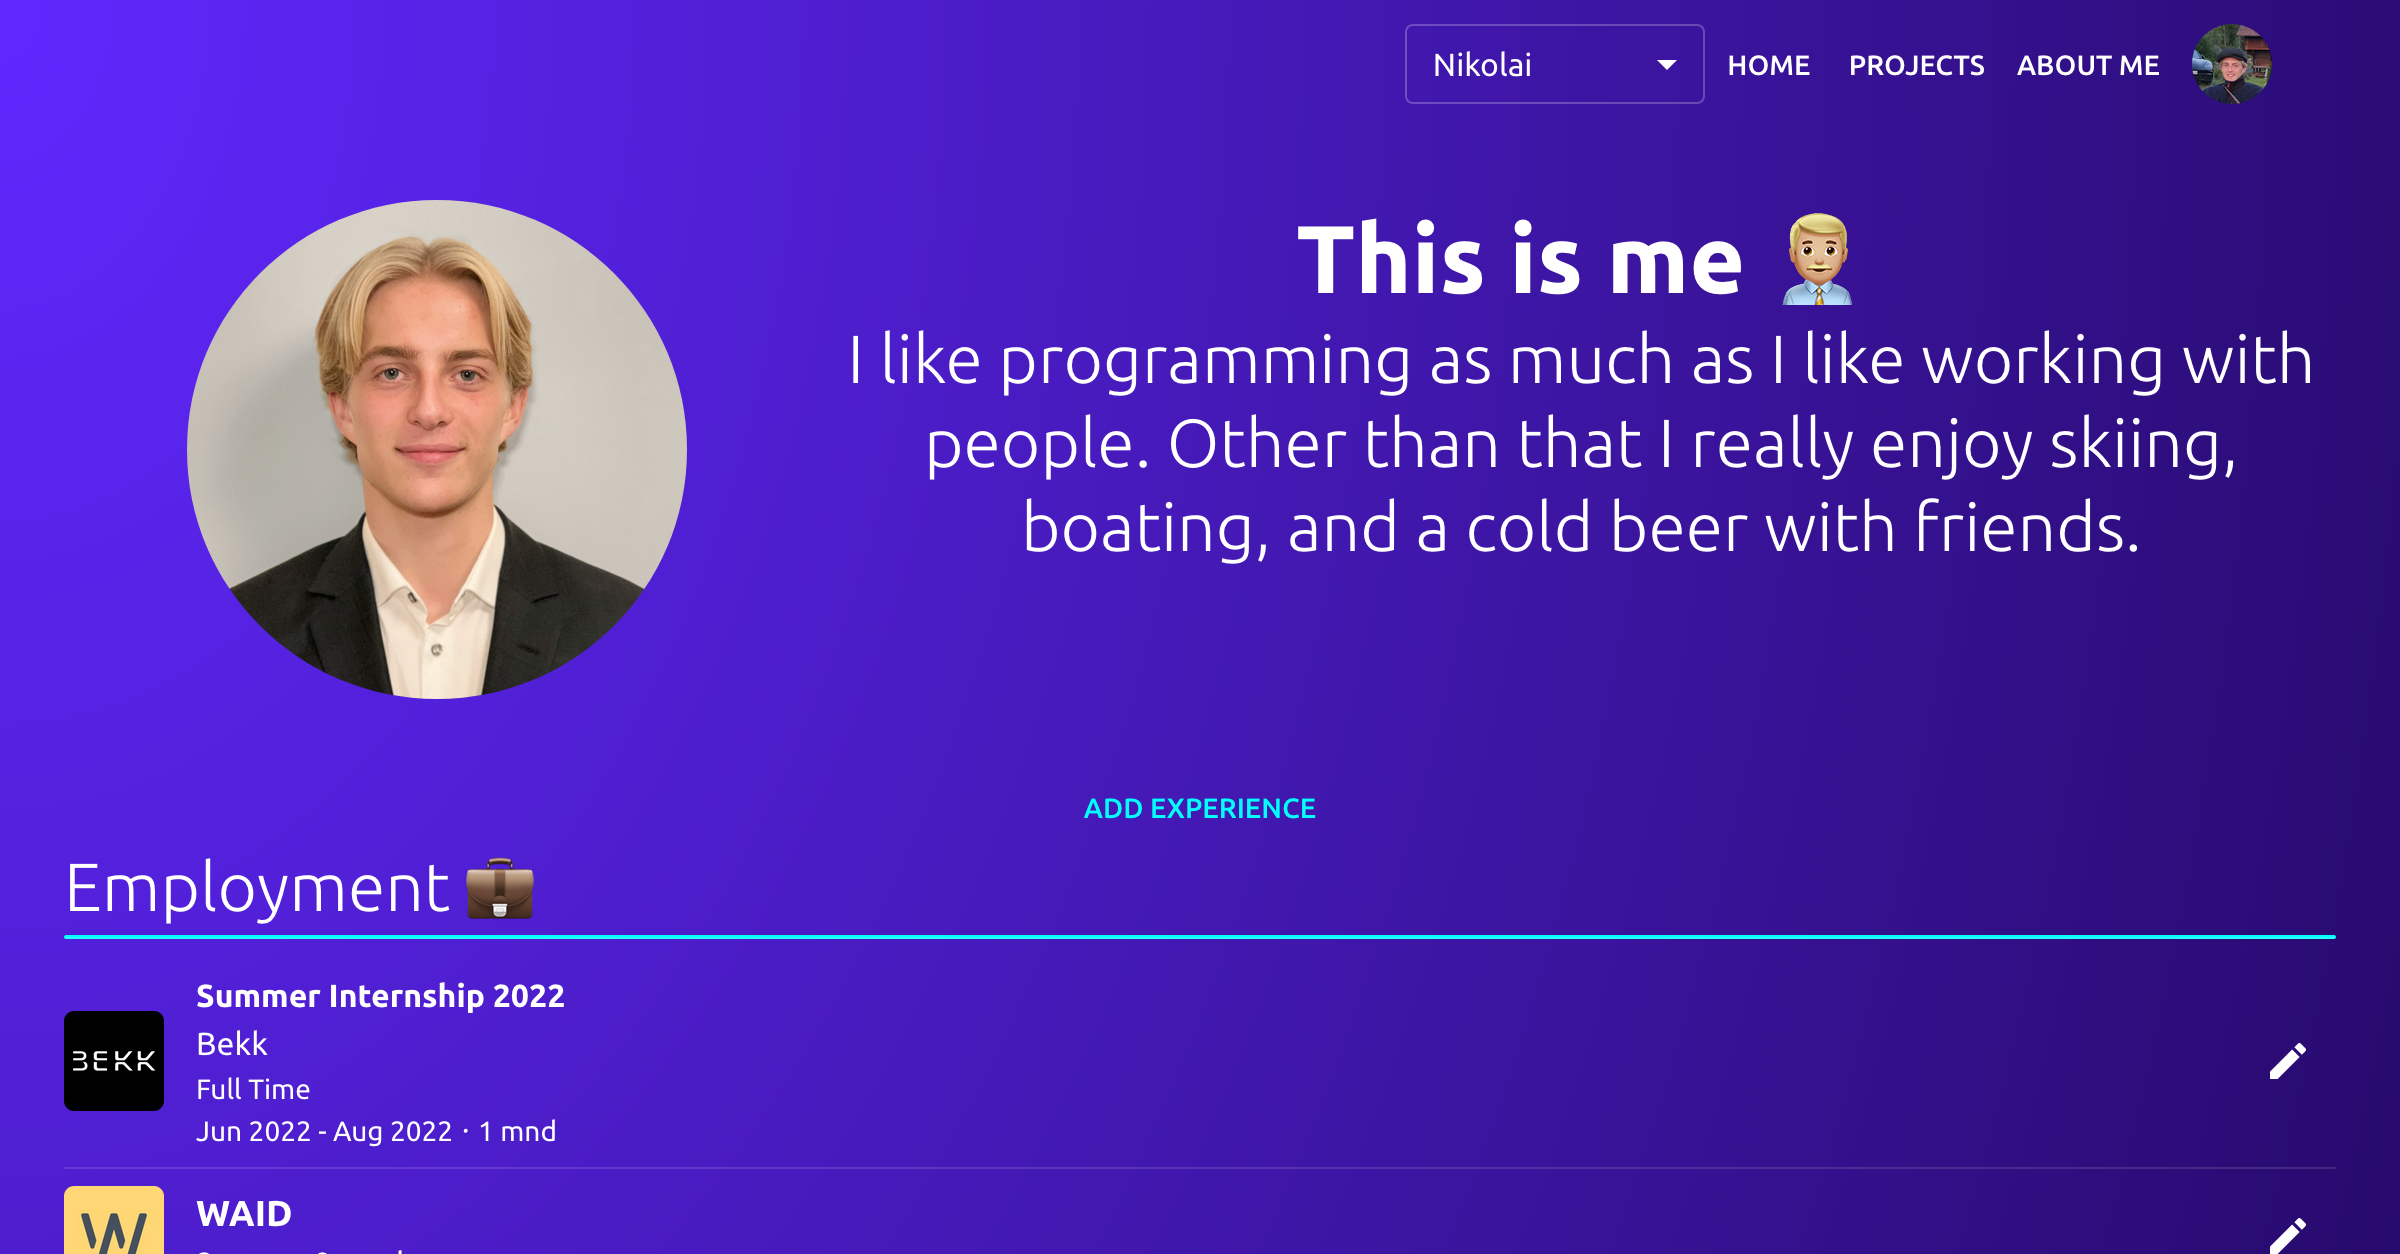 Nikolai
HOME
PROJECTS
ABOUT ME
This is me
I like programming as much as I like working with
people. Other than that I really enjoy skiing,
boating, and a cold beer with friends.
ADD EXPERIENCE
Employment
Summer Internship 2022
BEKK
Bekk
Full Time
Jun 2022 - Aug 2022 · 1 mnd
W
WAID